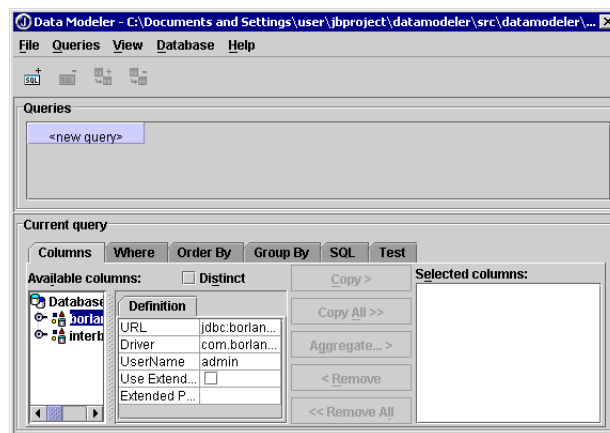 Data Modeler - C:\Documents and Settings\user\jbproject\datamodeler\src\datamodeler\...
File Queries View Database Help
SQL SQL
Queries
<new query>
Current query
Columns Where Order By Group By SQL Test
Available columns: Distinct Copy > Selected columns:
Database
borlan
interb
Definition
URL jdbc:borlan...
Driver com.borlan...
UserName admin
Use Extend...
Extended P...
Copy All >>
Aggregate... >
< Remove
<< Remove All